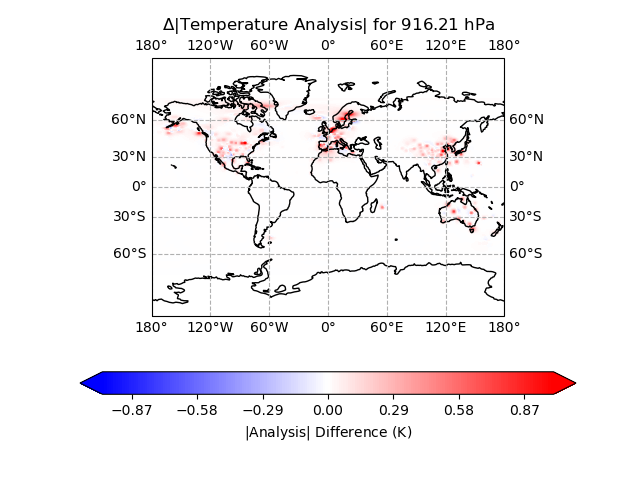 Δ|Temperature Analysis| for 916.21 hPa
180° 120°W 60°W 0° 60°E 120°E 180°
60°N 60°N
30°N 30°N
0° 0°
30°S 30°S
60°S 60°S
180° 120°W 60°W 0° 60°E 120°E 180°
−0.87 −0.58 −0.29 0.00 0.29 0.58 0.87
|Analysis| Difference (K)